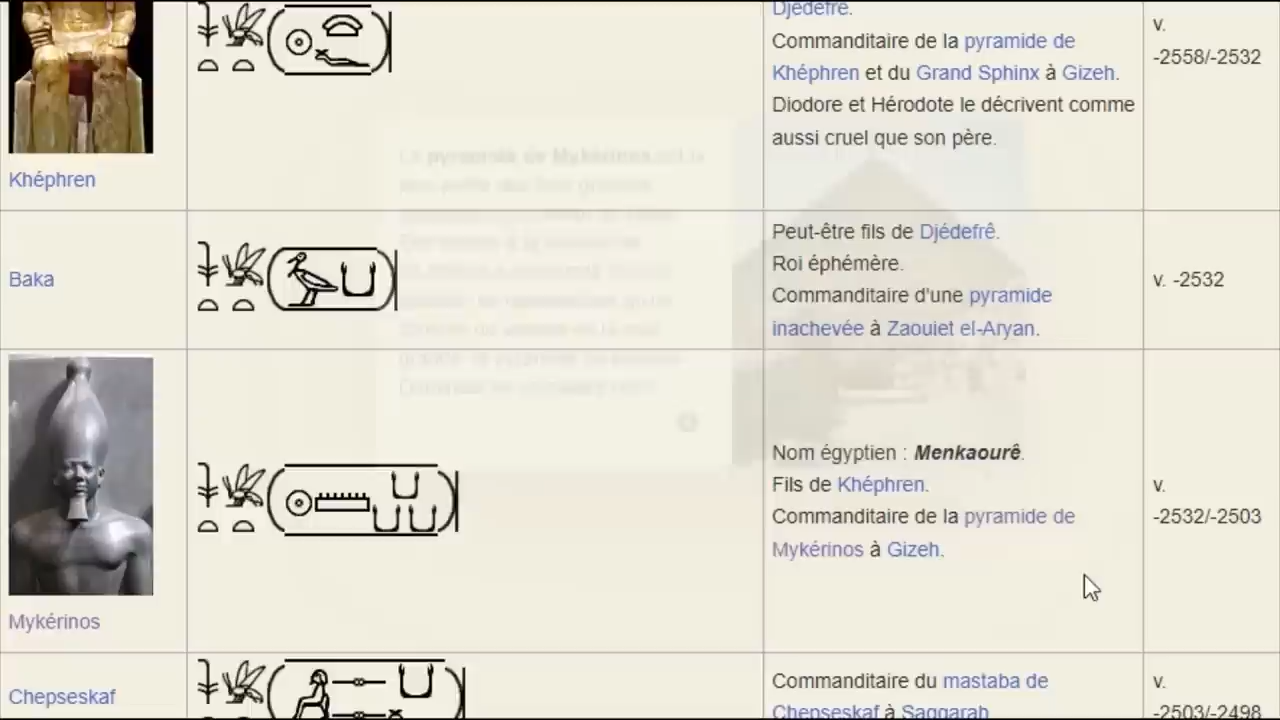 Djedefrê.
Commanditaire de la pyramide de
Khéphren et du Grand Sphinx à Gizeh.
Diodore et Hérodote le décrivent comme
aussi cruel que son père.
v.
-2558/-2532
Khéphren
Baka
Peut-être fils de Djédefrê.
Roi éphémère.
Commanditaire d'une pyramide
inachevée à Zaouiet el-Aryan.
v. -2532
Mykérinos
Nom égyptien : Menkaourê.
Fils de Khéphren.
Commanditaire de la pyramide de
Mykérinos à Gizeh.
v.
-2532/-2503
Chepseskaf
Commanditaire du mastaba de
Chepseskaf à Saqqarah
v.
-2503/-2498